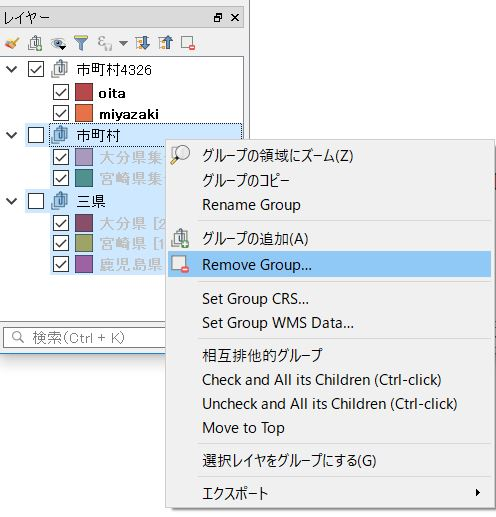 レイヤー
市町村4326
oita
miyazaki
市町村
大分県集
宮崎県集
三県
大分県 [2
宮崎県 [1
鹿児島県
検索(Ctrl + K)
グループの領域にズーム(Z)
グループのコピー
Rename Group
グループの追加(A)
Remove Group...
Set Group CRS...
Set Group WMS Data...
相互排他的グループ
Check and All its Children (Ctrl-click)
Uncheck and All its Children (Ctrl-click)
Move to Top
選択レイヤをグループにする(G)
エクスポート